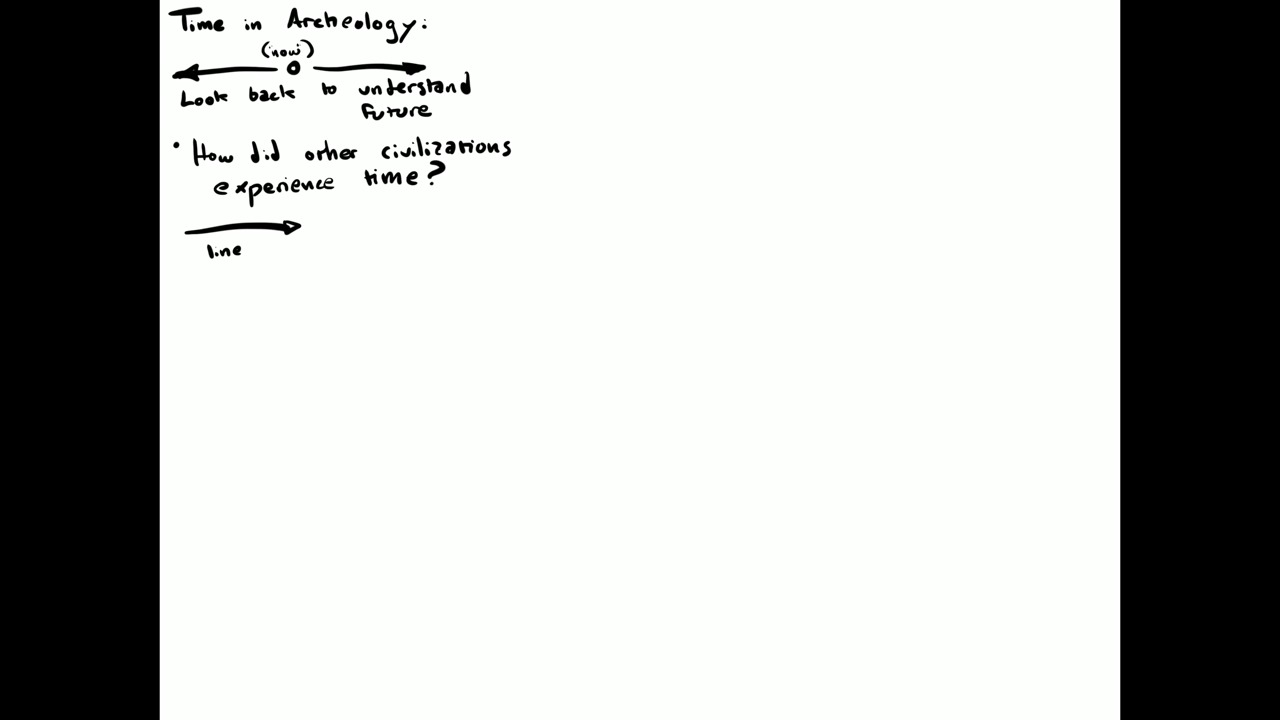 Time in Archeology:
(now)
Look back to understand
future
• How did other civilizations
experience time?
line